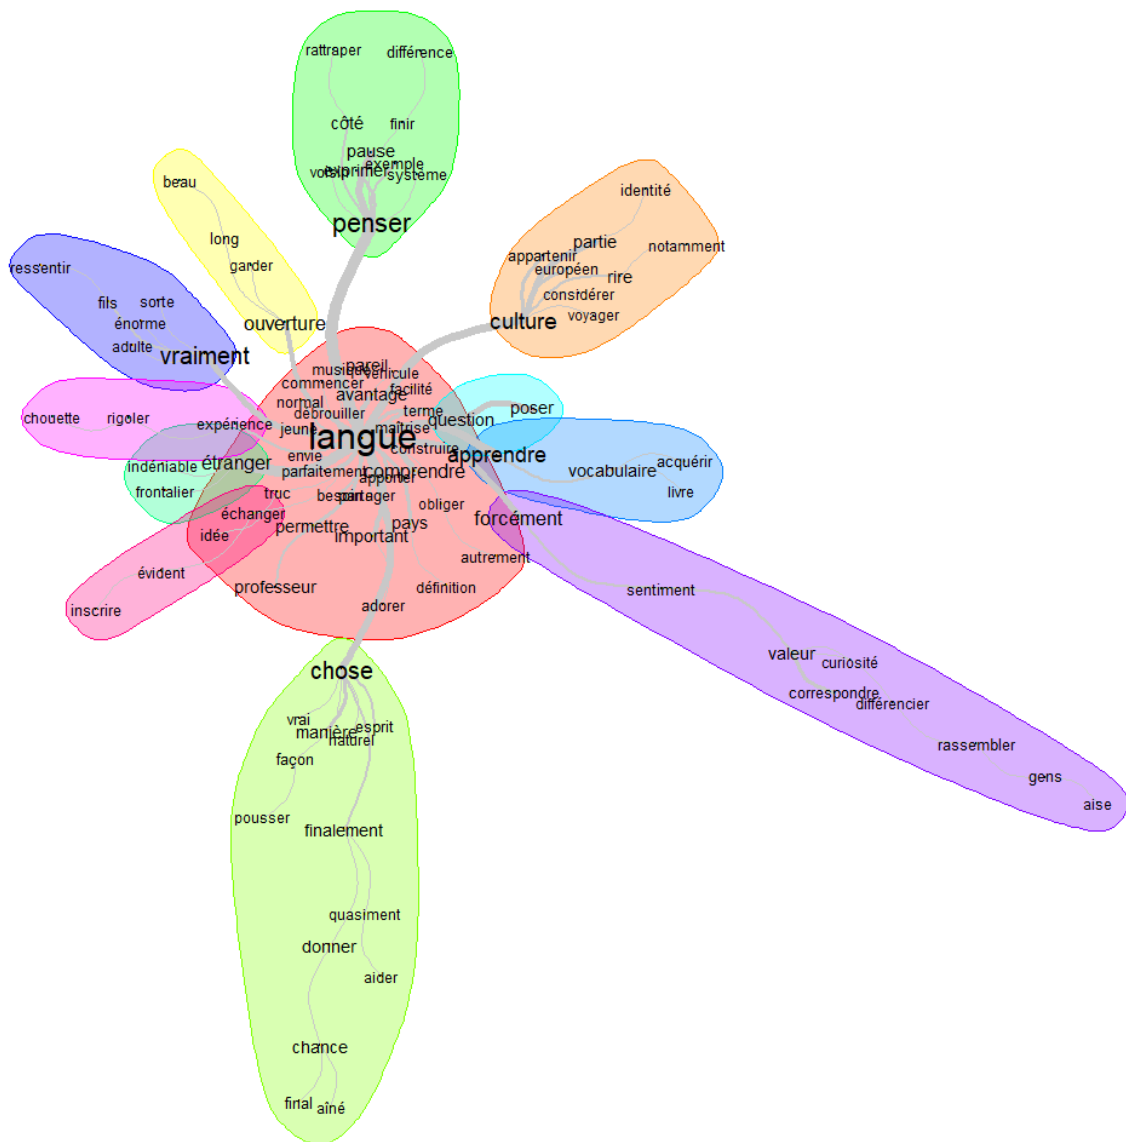 rattraper
différence
côté
finir
pause
exemple
voisin
exprimer
système
penser
beau
long
garder
ouverture
identité
partie
notamment
appartenir
européen
rire
considérer
voyager
culture
ressentir
fils
sorte
énorme
adulte
vraiment
musique
pareil
véhicule
commencer
facilité
avantage
normal
débrouiller
terme
question
poser
chouette
rigoler
expérience
jeune
langue
maîtrise
construire
apprendre
envie
étranger
indéniable
parfaitement
comprendre
apporter
vocabulaire
acquérir
livre
frontalier
truc
besoin
partager
obliger
échanger
permettre
pays
forcément
idée
important
autrement
évident
professeur
définition
inscrire
adorer
sentiment
valeur
curiosité
correspondre
différencier
rassembler
gens
aise
chose
vrai
manière
esprit
naturel
façon
pousser
finalement
quasiment
donner
aider
chance
final
aîné